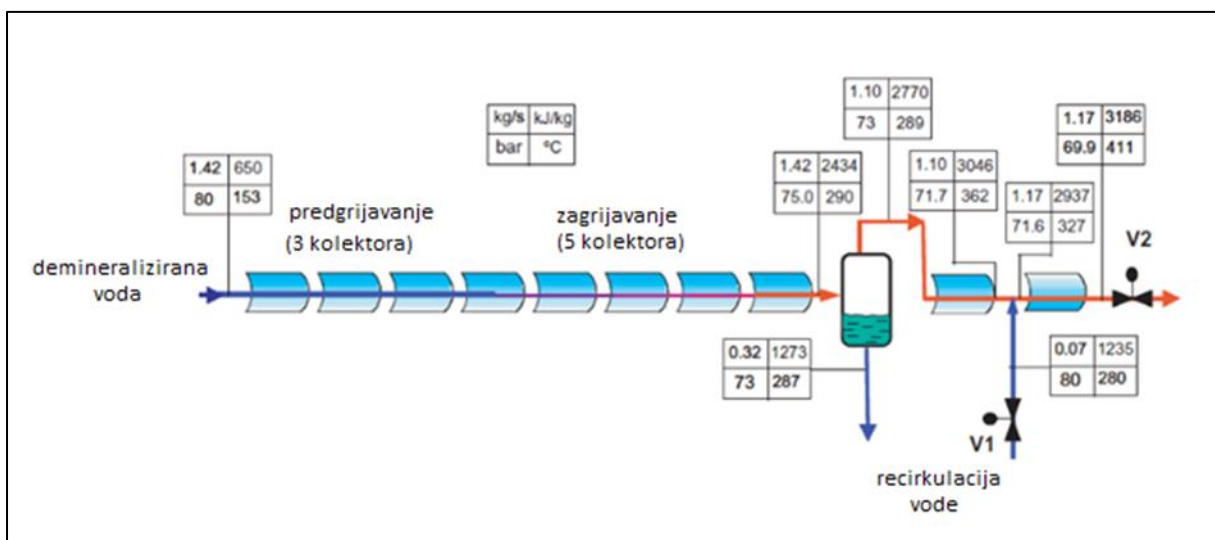 kg/s kJ/kg
bar °C
1.42 650
80 153
predgrijavanje
(3 kolektora)
zagrijavanje
(5 kolektora)
demineralizirana
voda
1.42 2434
75.0 290
1.10 2770
73 289
1.10 3046
71.7 362
1.17 2937
71.6 327
1.17 3186
69.9 411
V2
0.32 1273
73 287
0.07 1235
80 280
V1
recirkulacija
vode